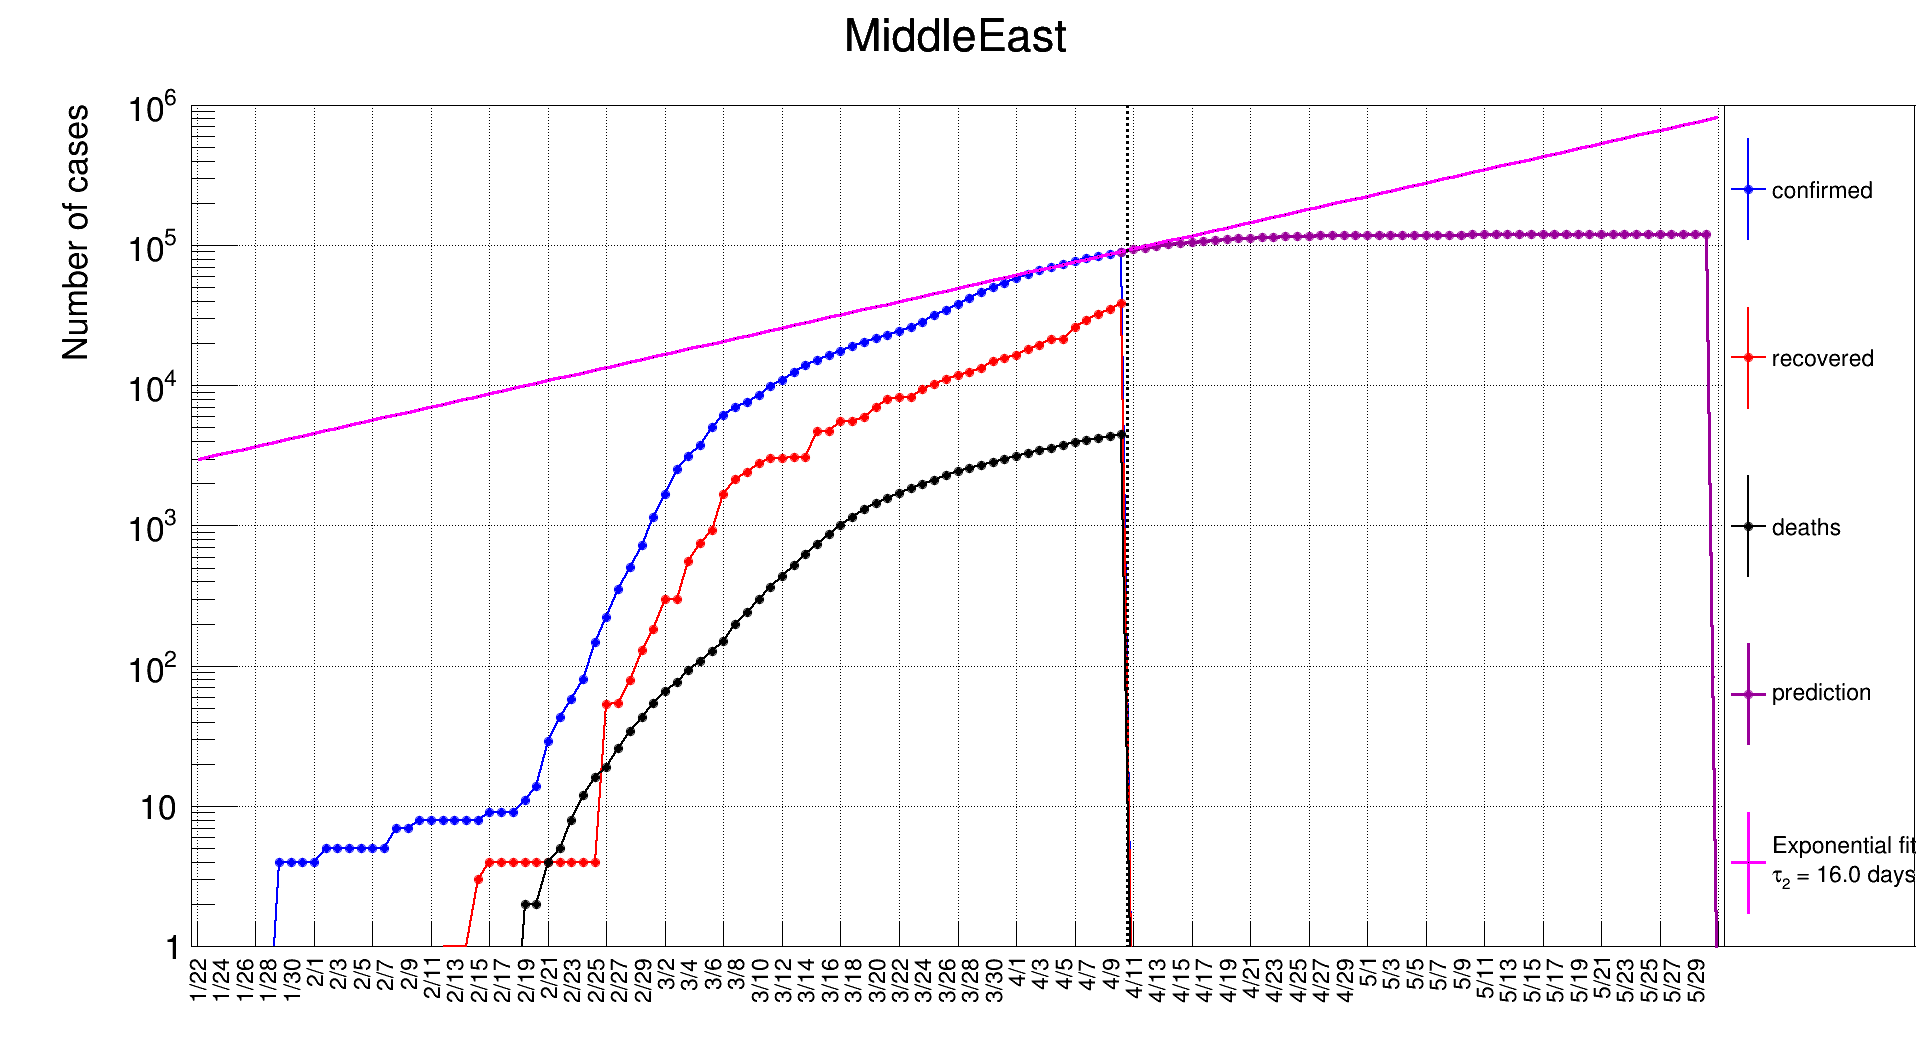 MiddleEast
Number of cases
10^6
10^5
10^4
10^3
10^2
10
1
1/22 1/24 1/26 1/28 1/30 2/1 2/3 2/5 2/7 2/9 2/11 2/13 2/15 2/17 2/19 2/21 2/23 2/25 2/27 2/29 3/2 3/4 3/6 3/8 3/10 3/12 3/14 3/16 3/18 3/20 3/22 3/24 3/26 3/28 3/30 4/1 4/3 4/5 4/7 4/9 4/11 4/13 4/15 4/17 4/19 4/21 4/23 4/25 4/27 4/29 5/1 5/3 5/5 5/7 5/9 5/11 5/13 5/15 5/17 5/19 5/21 5/23 5/25 5/27 5/29
confirmed
recovered
deaths
prediction
Exponential fit
τ₂ = 16.0 days